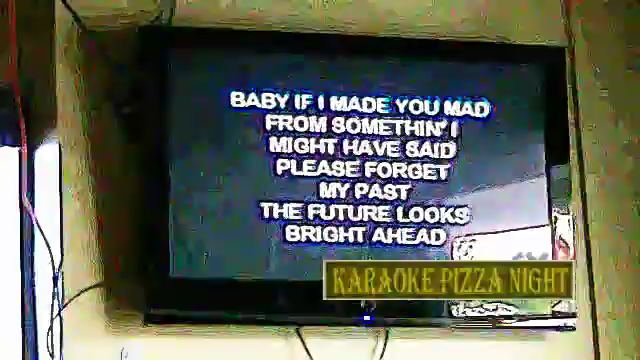 BABY IF I MADE YOU MAD
FROM SOMETHIN' I
MIGHT HAVE SAID
PLEASE FORGET
MY PAST
THE FUTURE LOOKS
BRIGHT AHEAD
KARAOKE PIZZA NIGHT